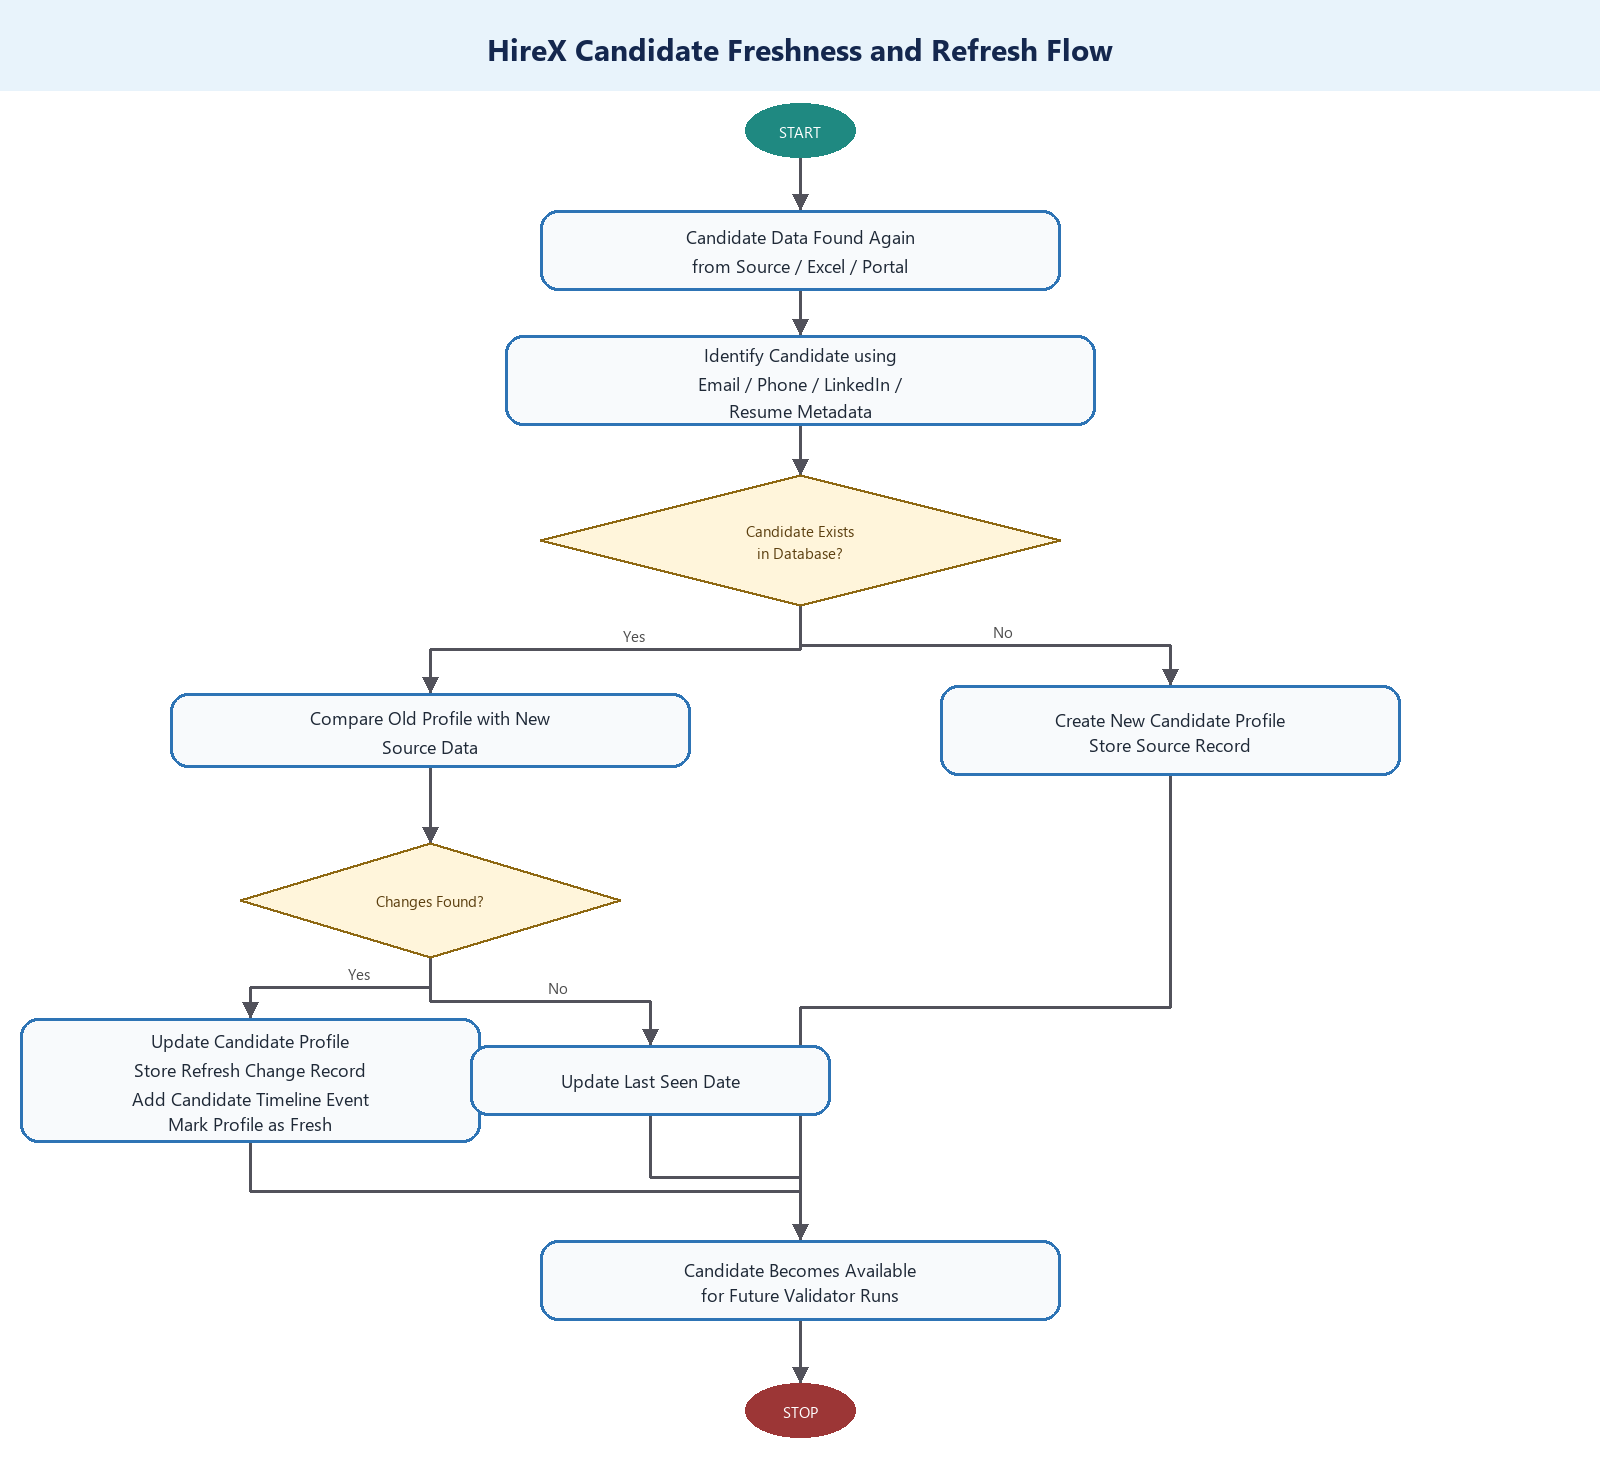 HireX Candidate Freshness and Refresh Flow
START
Candidate Data Found Again
from Source / Excel / Portal
Identify Candidate using
Email / Phone / LinkedIn /
Resume Metadata
Candidate Exists
in Database?
Yes
No
Compare Old Profile with New
Source Data
Create New Candidate Profile
Store Source Record
Changes Found?
Yes
No
Update Candidate Profile
Store Refresh Change Record
Add Candidate Timeline Event
Mark Profile as Fresh
Update Last Seen Date
Candidate Becomes Available
for Future Validator Runs
STOP